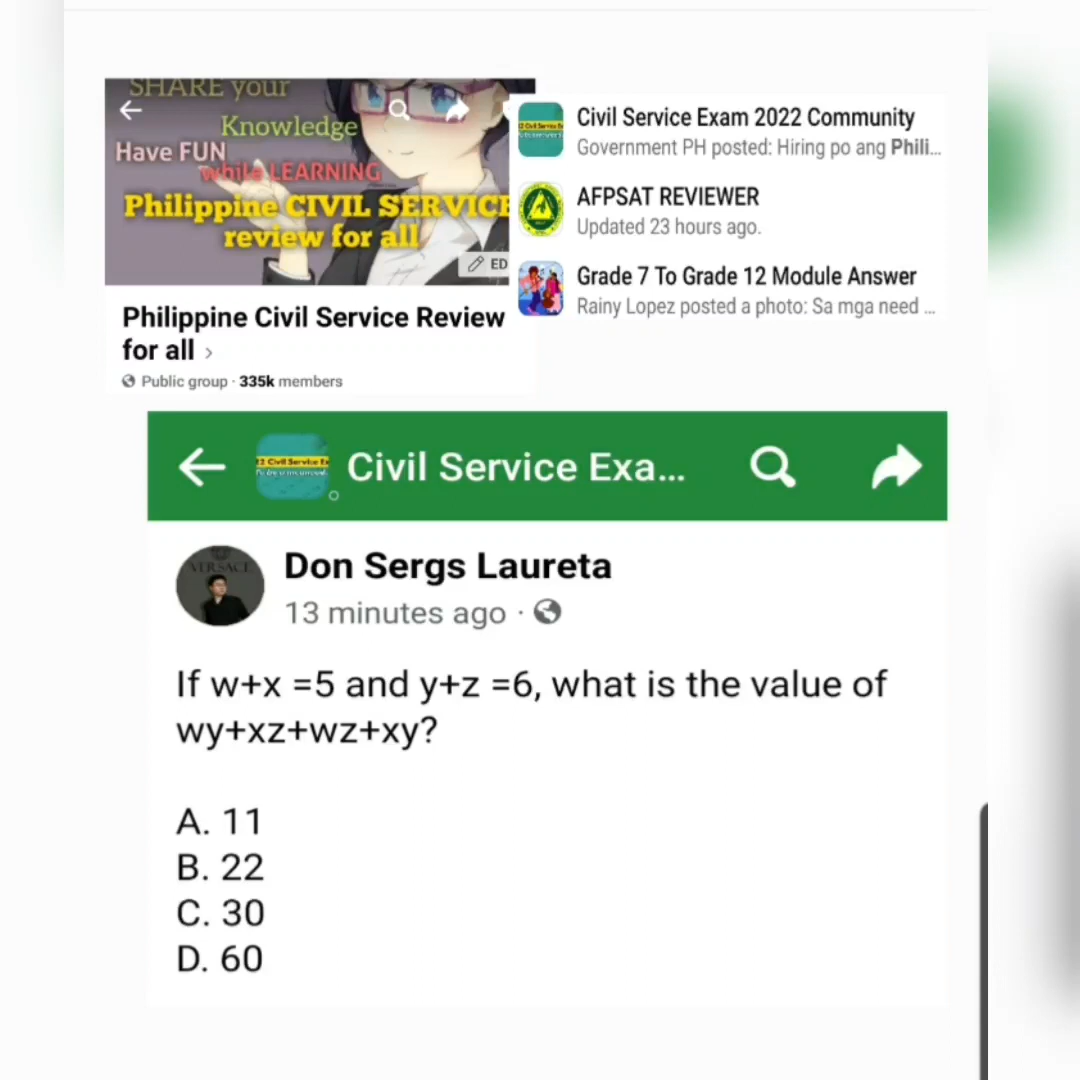 SHARE your
Knowledge
Have FUN
while LEARNING
Philippine CIVIL SERVICE
review for all
ED
Philippine Civil Service Review
for all
Public group · 335k members
Civil Service Exam 2022 Community
Government PH posted: Hiring po ang Phili...
AFPSAT REVIEWER
Updated 23 hours ago.
Grade 7 To Grade 12 Module Answer
Rainy Lopez posted a photo: Sa mga need ...
Civil Service Exa...
VERSACE
Don Sergs Laureta
13 minutes ago ·
If w+x =5 and y+z =6, what is the value of
wy+xz+wz+xy?
A. 11
B. 22
C. 30
D. 60